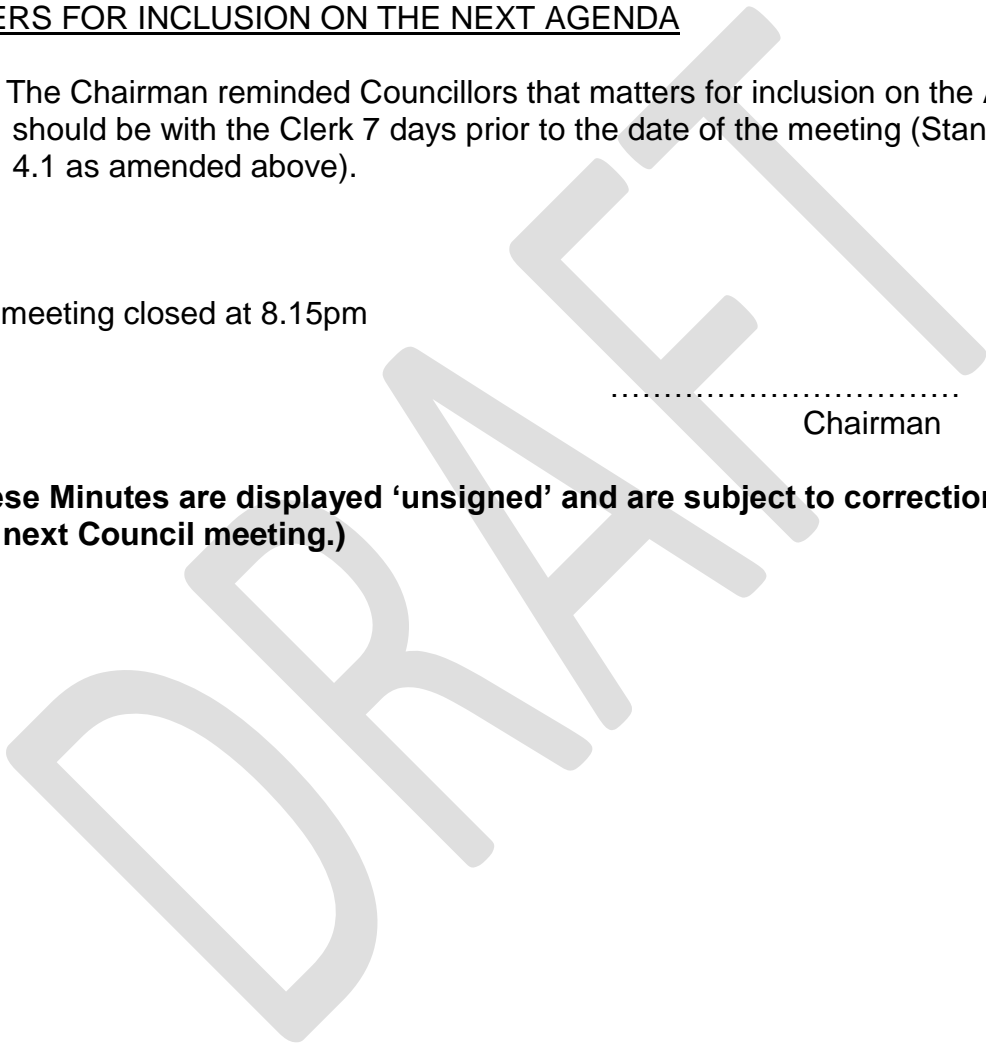 ERS FOR INCLUSION ON THE NEXT AGENDA
The Chairman reminded Councillors that matters for inclusion on the A
should be with the Clerk 7 days prior to the date of the meeting (Stan
4.1 as amended above).
meeting closed at 8.15pm
……………………………
Chairman
ese Minutes are displayed ‘unsigned’ and are subject to correction
next Council meeting.)
DRAFT